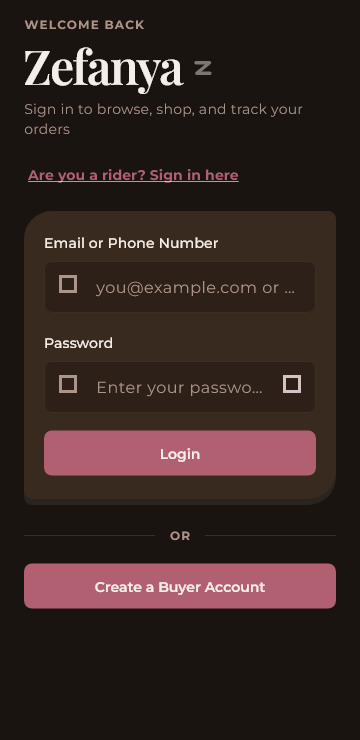 WELCOME BACK
Zefanya
Sign in to browse, shop, and track your
orders
Are you a rider? Sign in here
Email or Phone Number
you@example.com or ...
Password
Enter your passwo...
Login
OR
Create a Buyer Account